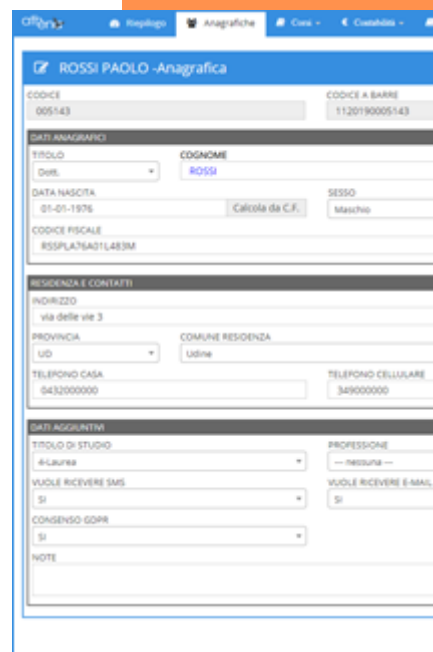 Riepilogo Anagrafiche Corsi € Contabilità
ROSSI PAOLO -Anagrafica
CODICE CODICE A BARRE
005143 1120190005143
DATI ANAGRAFICI
TITOLO COGNOME
Dott. ROSSI
DATA NASCITA SESSO
01-01-1976 Calcola da C.F. Maschio
CODICE FISCALE
RSSPLA76A01L483M
RESIDENZA E CONTATTI
INDIRIZZO
via delle vie 3
PROVINCIA COMUNE RESIDENZA
UD Udine
TELEFONO CASA TELEFONO CELLULARE
0432000000 349000000
DATI AGGIUNTIVI
TITOLO DI STUDIO PROFESSIONE
4-Laurea --- nessuna ---
VUOLE RICEVERE SMS VUOLE RICEVERE E-MAIL
SI SI
CONSENSO GDPR
SI
NOTE